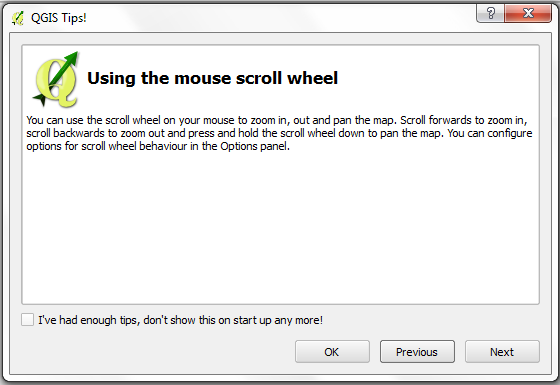 QGIS Tips!
?
Using the mouse scroll wheel
You can use the scroll wheel on your mouse to zoom in, out and pan the map. Scroll forwards to zoom in,
scroll backwards to zoom out and press and hold the scroll wheel down to pan the map. You can configure
options for scroll wheel behaviour in the Options panel.
I've had enough tips, don't show this on start up any more!
OK Previous Next